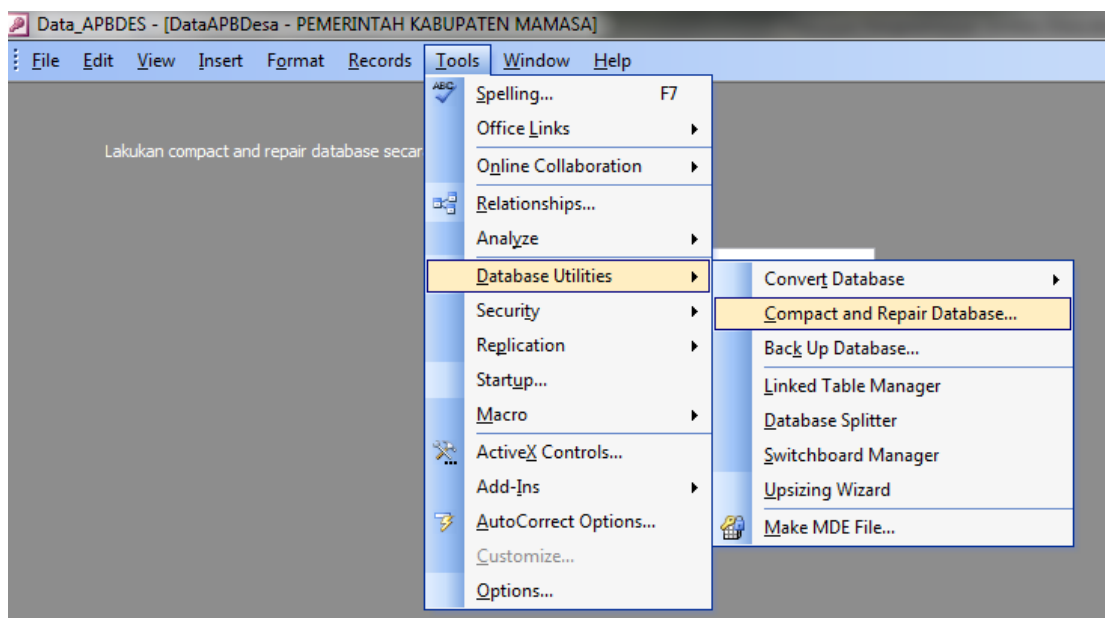 Data_APBDES - [DataAPBDesa - PEMERINTAH KABUPATEN MAMASA]
File Edit View Insert Format Records Tools Window Help
Lakukan compact and repair database secar
ABC
Spelling... F7
Office Links
Online Collaboration
Relationships...
Analyze
Database Utilities
Security
Replication
Startup...
Macro
ActiveX Controls...
Add-Ins
AutoCorrect Options...
Customize...
Options...
Convert Database
Compact and Repair Database...
Back Up Database...
Linked Table Manager
Database Splitter
Switchboard Manager
Upsizing Wizard
Make MDE File...